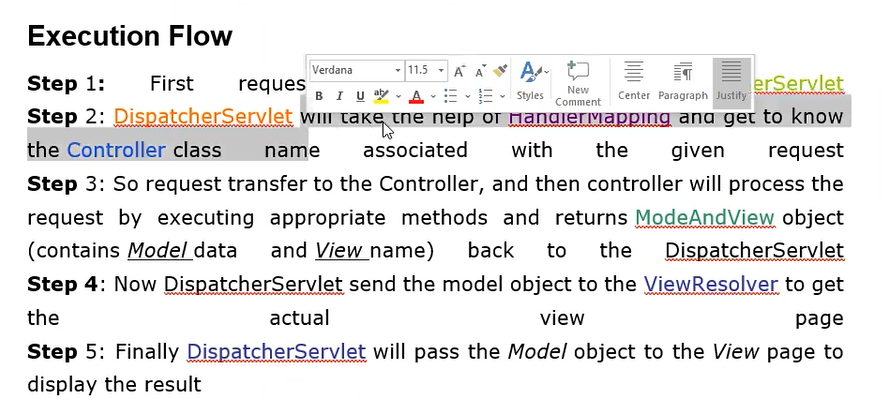 Execution Flow
Verdana 11.5
B I U
Styles
New Comment
Center
Paragraph
Justify
Step 1: First reques erServlet
Step 2: DispatcherServlet will take the help of HandlerMapping and get to know
the Controller class name associated with the given request
Step 3: So request transfer to the Controller, and then controller will process the
request by executing appropriate methods and returns ModeAndView object
(contains Model data and View name) back to the DispatcherServlet
Step 4: Now DispatcherServlet send the model object to the ViewResolver to get
the actual view page
Step 5: Finally DispatcherServlet will pass the Model object to the View page to
display the result